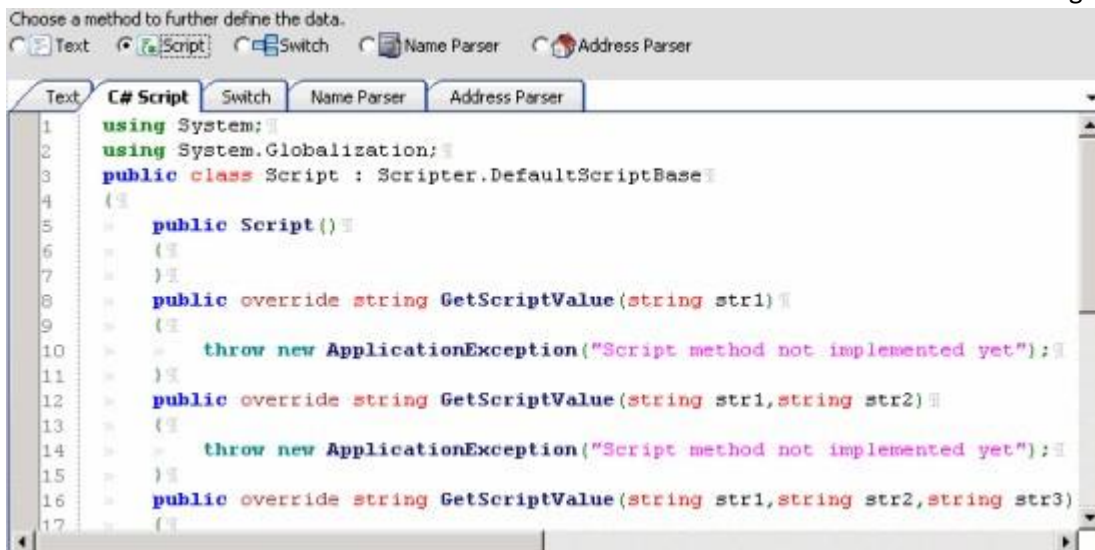 Choose a method to further define the data.
Text Script Switch Name Parser Address Parser
Text C# Script Switch Name Parser Address Parser
1 using System;¶
2 using System.Globalization;¶
3 public class Script : Scripter.DefaultScriptBase¶
4 {¶
5 » public Script()¶
6 » {¶
7 » }¶
8 » public override string GetScriptValue(string str1)¶
9 » {¶
10 » » throw new ApplicationException("Script method not implemented yet");¶
11 » }¶
12 » public override string GetScriptValue(string str1,string str2)¶
13 » {¶
14 » » throw new ApplicationException("Script method not implemented yet");¶
15 » }¶
16 » public override string GetScriptValue(string str1,string str2,string str3)
17 » {¶